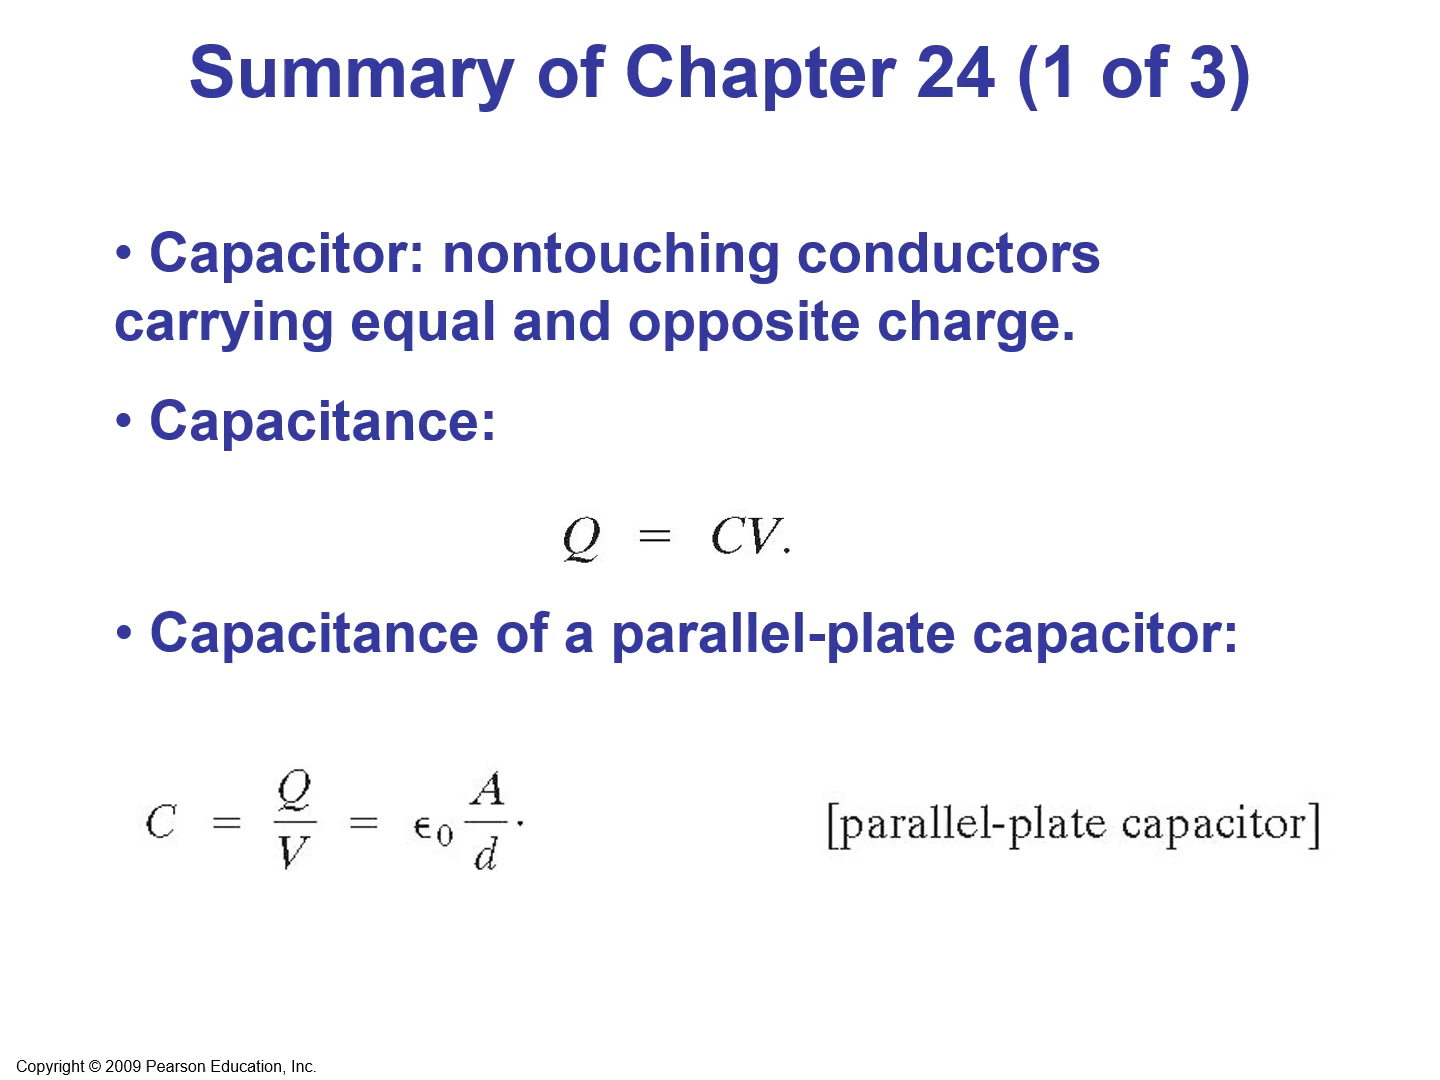 Summary of Chapter 24 (1 of 3)
• Capacitor: nontouching conductors
carrying equal and opposite charge.
• Capacitance:
Q = CV.
• Capacitance of a parallel-plate capacitor:
C = Q/V = ϵ₀ A/d. [parallel-plate capacitor]
Copyright © 2009 Pearson Education, Inc.